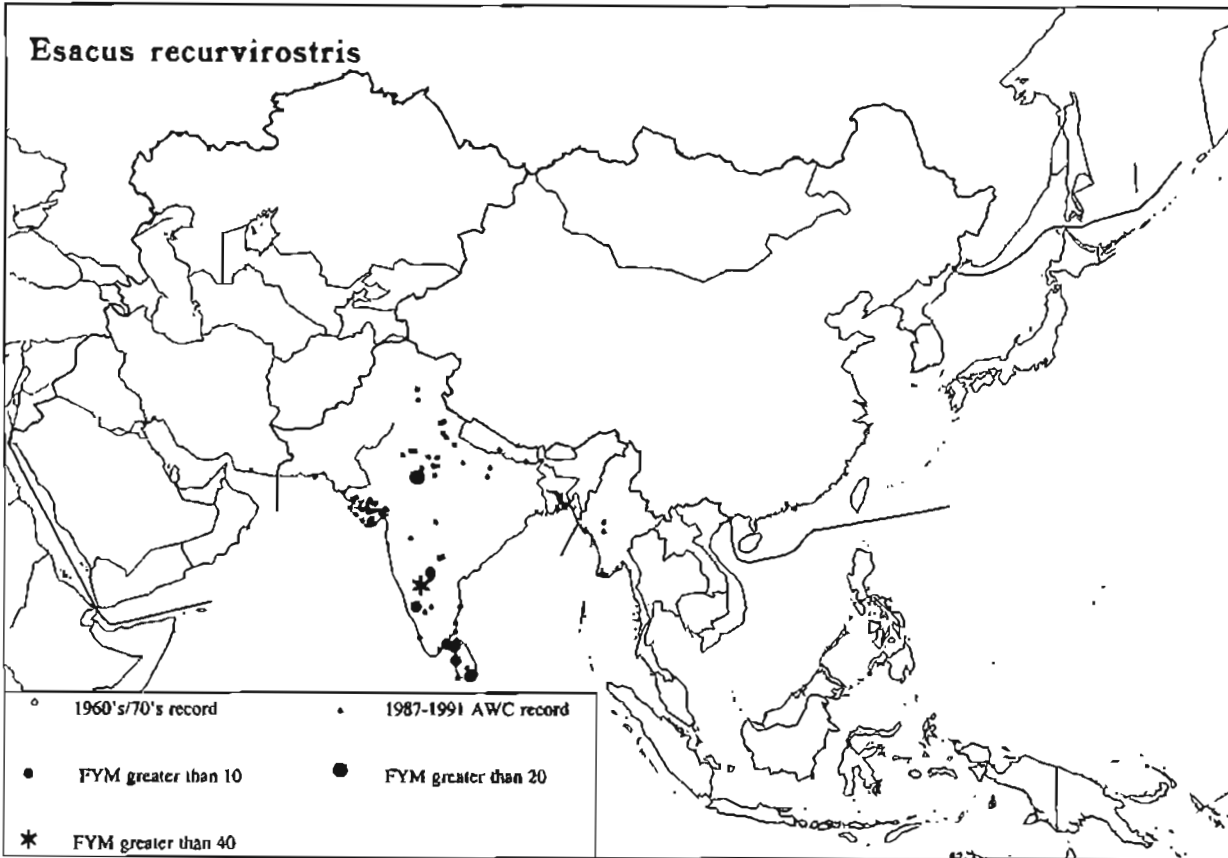 Esacus recurvirostris
1960's/70's record
1987-1991 AWC record
FYM greater than 10
FYM greater than 20
FYM greater than 40